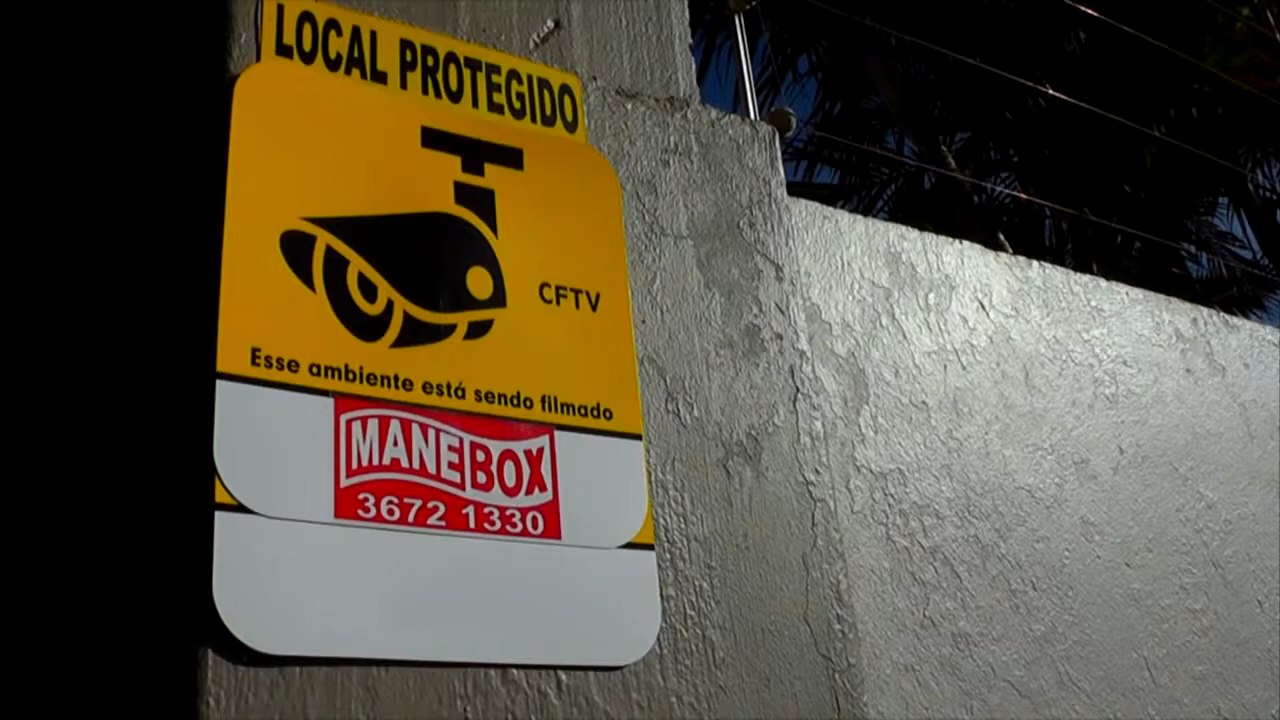 LOCAL PROTEGIDO
CFTV
Esse ambiente está sendo filmado
MANEBOX
3672 1330